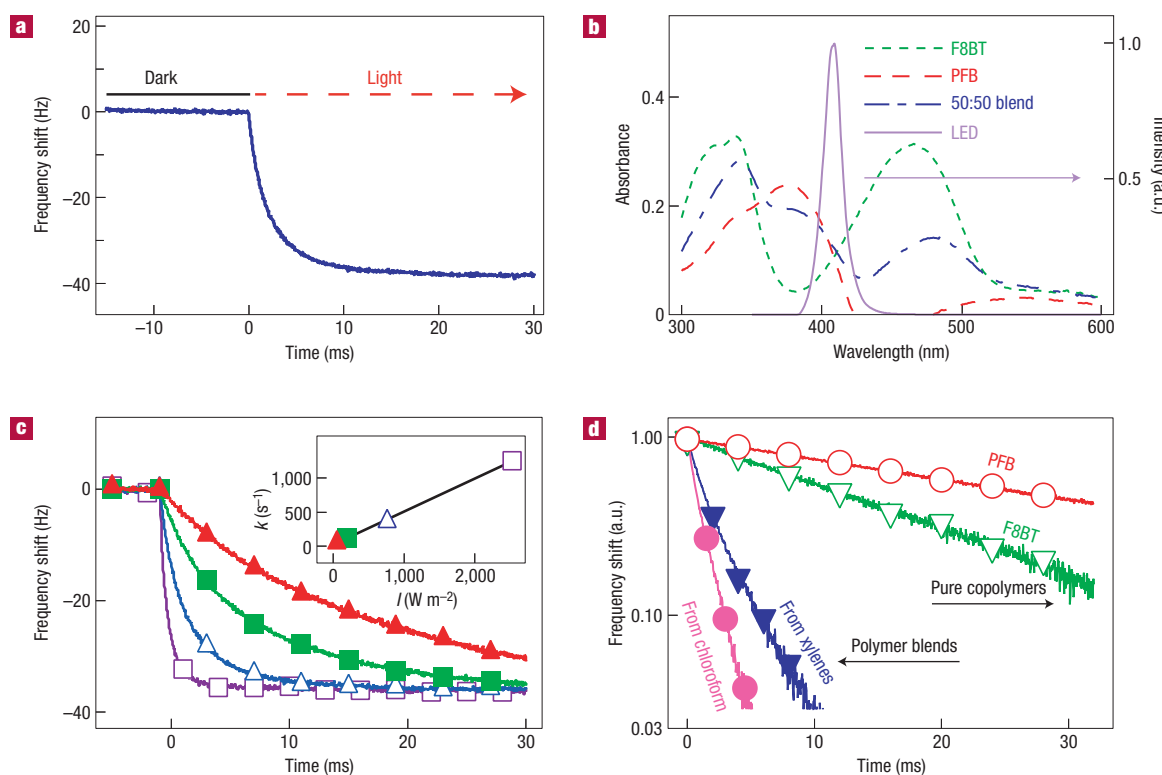 a
20
0
−20
−40
Frequency shift (Hz)
Dark
Light
−10
0
10
20
30
Time (ms)
b
0.4
0.2
0
Absorbance
F8BT
PFB
50:50 blend
LED
1.0
0.5
Intensity (a.u.)
300
400
500
600
Wavelength (nm)
c
0
−20
−40
Frequency shift (Hz)
1,000
500
0
k (s⁻¹)
0
1,000
2,000
I (W m⁻²)
0
10
20
30
Time (ms)
d
1.00
0.10
0.03
Frequency shift (a.u.)
PFB
F8BT
Pure copolymers
Polymer blends
From chloroform
From xylenes
0
10
20
30
Time (ms)